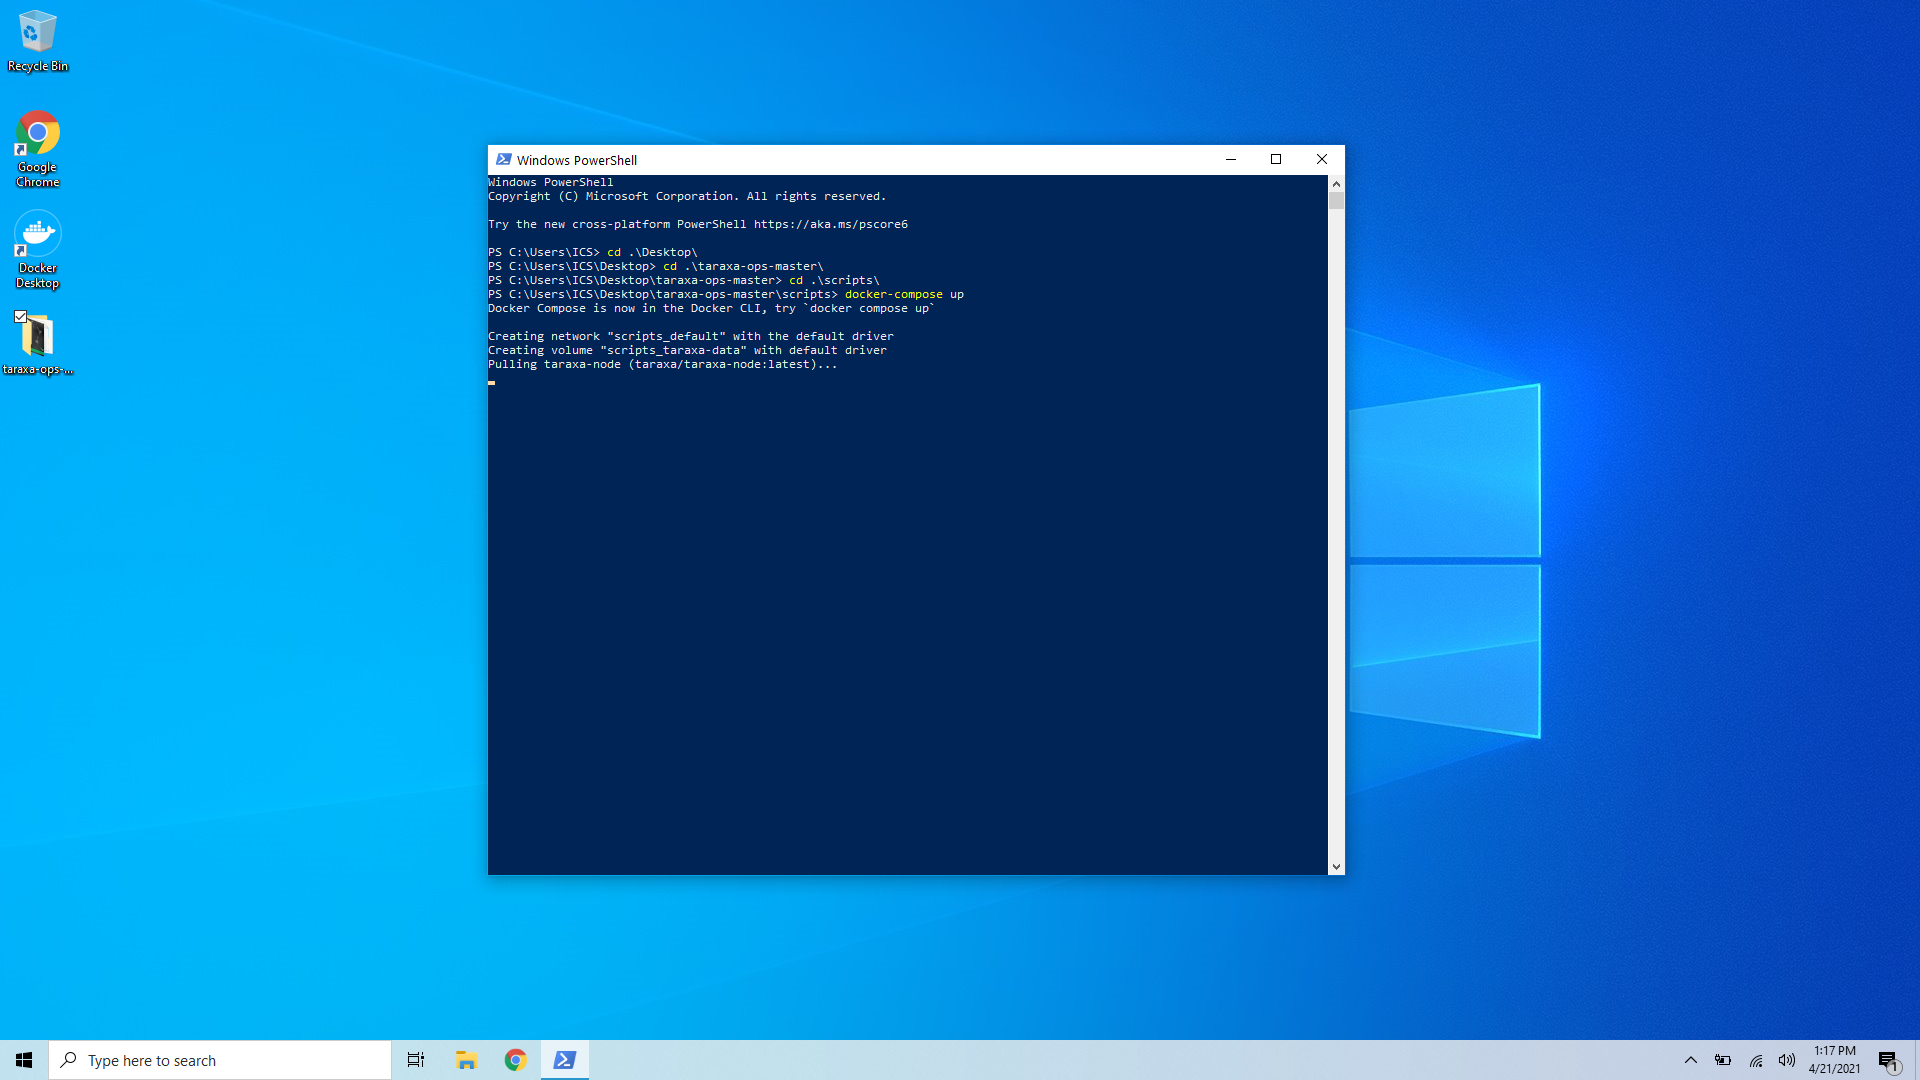 Recycle Bin
Google
Chrome
Docker
Desktop
taraxa-ops-...
Windows PowerShell
Windows PowerShell
Copyright (C) Microsoft Corporation. All rights reserved.
Try the new cross-platform PowerShell https://aka.ms/pscore6
PS C:\Users\ICS> cd .\Desktop\
PS C:\Users\ICS\Desktop> cd .\taraxa-ops-master\
PS C:\Users\ICS\Desktop\taraxa-ops-master> cd .\scripts\
PS C:\Users\ICS\Desktop\taraxa-ops-master\scripts> docker-compose up
Docker Compose is now in the Docker CLI, try `docker compose up`
Creating network "scripts_default" with the default driver
Creating volume "scripts_taraxa-data" with default driver
Pulling taraxa-node (taraxa/taraxa-node:latest)...
Type here to search
1:17 PM
4/21/2021
1